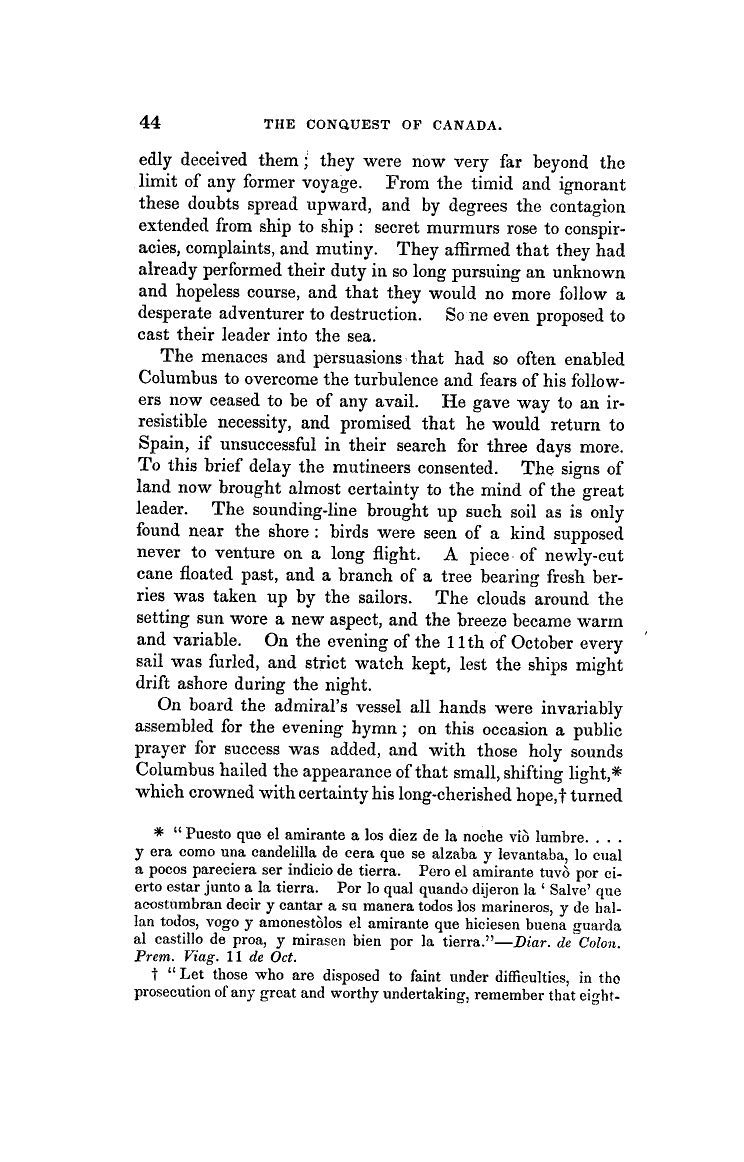 44 THE CONQUEST OF CANADA.
edly deceived them; they were now very far beyond the
limit of any former voyage. From the timid and ignorant
these doubts spread upward, and by degrees the contagion
extended from ship to ship: secret murmurs rose to conspir-
acies, complaints, and mutiny. They affirmed that they had
already performed their duty in so long pursuing an unknown
and hopeless course, and that they would no more follow a
desperate adventurer to destruction. So ne even proposed to
cast their leader into the sea.
The menaces and persuasions that had so often enabled
Columbus to overcome the turbulence and fears of his follow-
ers now ceased to be of any avail. He gave way to an ir-
resistible necessity, and promised that he would return to
Spain, if unsuccessful in their search for three days more.
To this brief delay the mutineers consented. The signs of
land now brought almost certainty to the mind of the great
leader. The sounding-line brought up such soil as is only
found near the shore: birds were seen of a kind supposed
never to venture on a long flight. A piece of newly-cut
cane floated past, and a branch of a tree bearing fresh ber-
ries was taken up by the sailors. The clouds around the
setting sun wore a new aspect, and the breeze became warm
and variable. On the evening of the 11th of October every
sail was furled, and strict watch kept, lest the ships might
drift ashore during the night.
On board the admiral's vessel all hands were invariably
assembled for the evening hymn; on this occasion a public
prayer for success was added, and with those holy sounds
Columbus hailed the appearance of that small, shifting light,*
which crowned with certainty his long-cherished hope,† turned
* "Puesto que el amirante a los diez de la noche viò lumbre. . . .
y era como una candelilla de cera que se alzaba y levantaba, lo cual
a pocos pareciera ser indicio de tierra. Pero el amirante tuvò por ci-
erto estar junto a la tierra. Por lo qual quando dijeron la 'Salve' que
acostumbran decir y cantar a su manera todos los marineros, y de hal-
lan todos, vogo y amonestòlos el amirante que hiciesen buena guarda
al castillo de proa, y mirasen bien por la tierra."—Diar. de Colon.
Prem. Viag. 11 de Oct.
† "Let those who are disposed to faint under difficulties, in the
prosecution of any great and worthy undertaking, remember that eight-